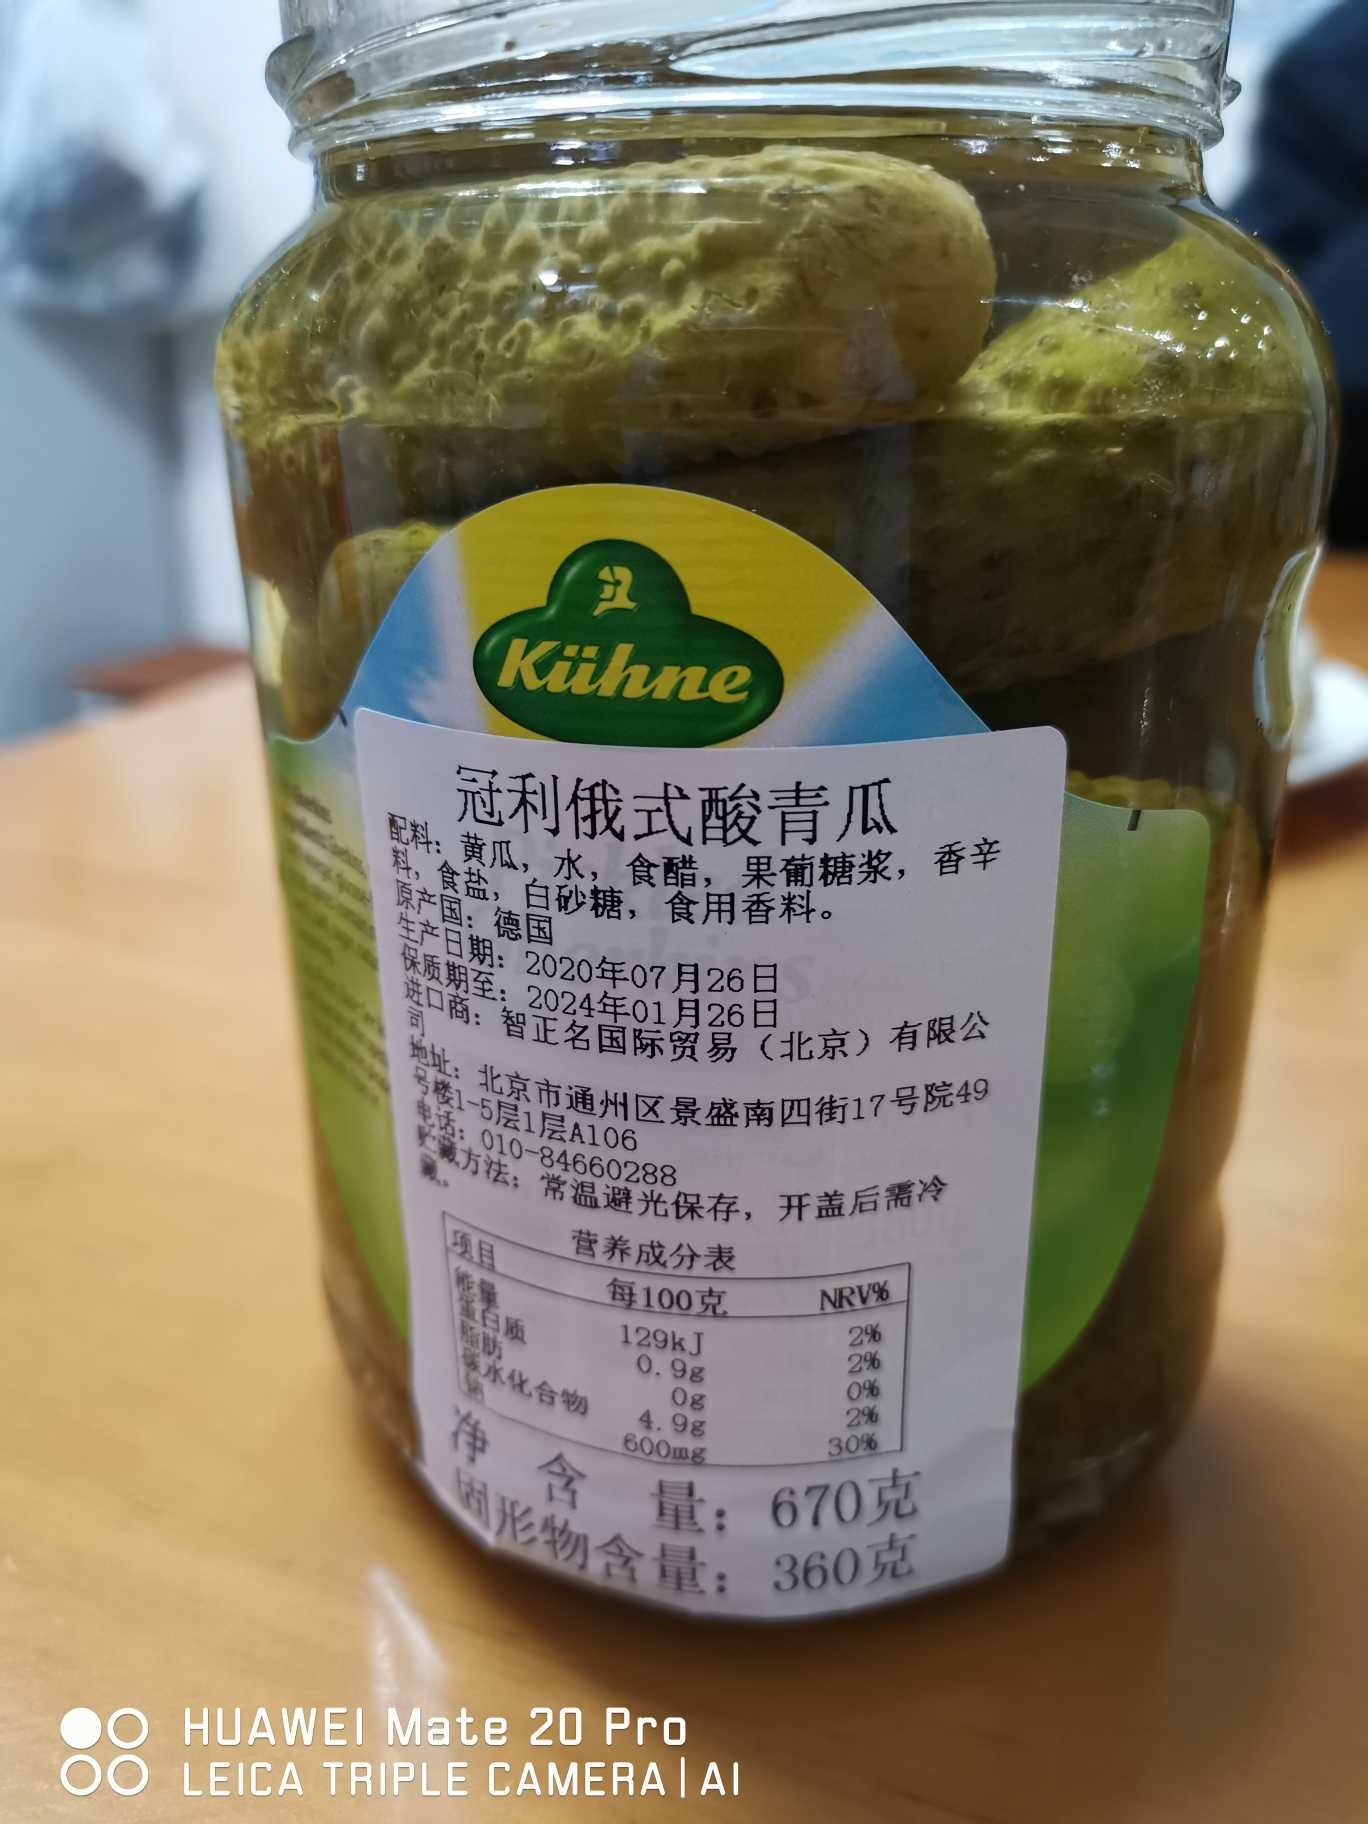 Kühne
冠利俄式酸青瓜
配料：黄瓜，水，食醋，果葡糖浆，香辛
料，食盐，白砂糖，食用香料。
原产国：德国
生产日期：2020年07月26日
保质期至：2024年01月26日
进口商：智正名国际贸易（北京）有限公
司
地址：北京市通州区景盛南四街17号院49
号楼1-5层1层A106
电话：010-84660288
贮藏方法：常温避光保存，开盖后需冷
藏。
营养成分表
项目 每100克 NRV%
能量 129kJ 2%
蛋白质 0.9g 2%
脂肪 0g 0%
碳水化合物 4.9g 2%
钠 600mg 30%
净含量：670克
固形物含量：360克
HUAWEI Mate 20 Pro
LEICA TRIPLE CAMERA | AI